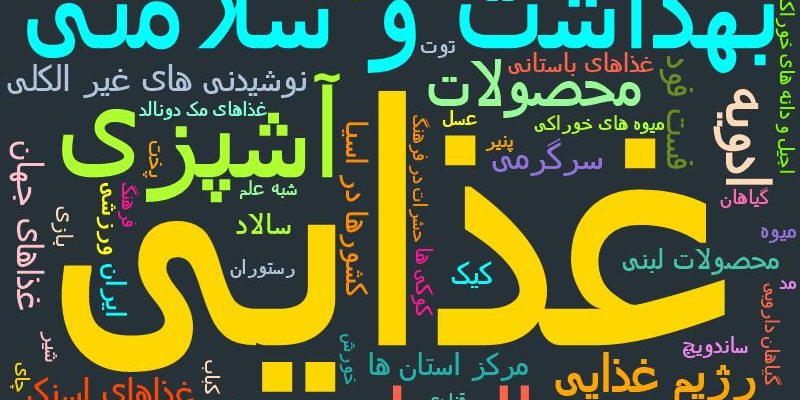 بهداشت و سلامتی
توت
غذاهای باستانی
نوشیدنی های غیر الکلی
محصولات
فست فود
ادویه
آجیل و دانه های خوراکی
غذاهای مک دونالد
آشپزی
عسل
میوه های خوراکی
پنیر
سرگرمی
غذایی
پخت
کشورها در آسیا
حشرات در فرهنگ
غذاهای جهان
شبه علم
فرهنگ
ورزشی
گیاهان
بازی
سالاد
میوه
رستوران
ایران
کیک
کوکی ها
محصولات لبنی
مد
گیاهان دارویی
شیر
خورش
ساندویچ
مرکز استان ها
رژیم غذایی
چای
کباب
غذاهای اسنک